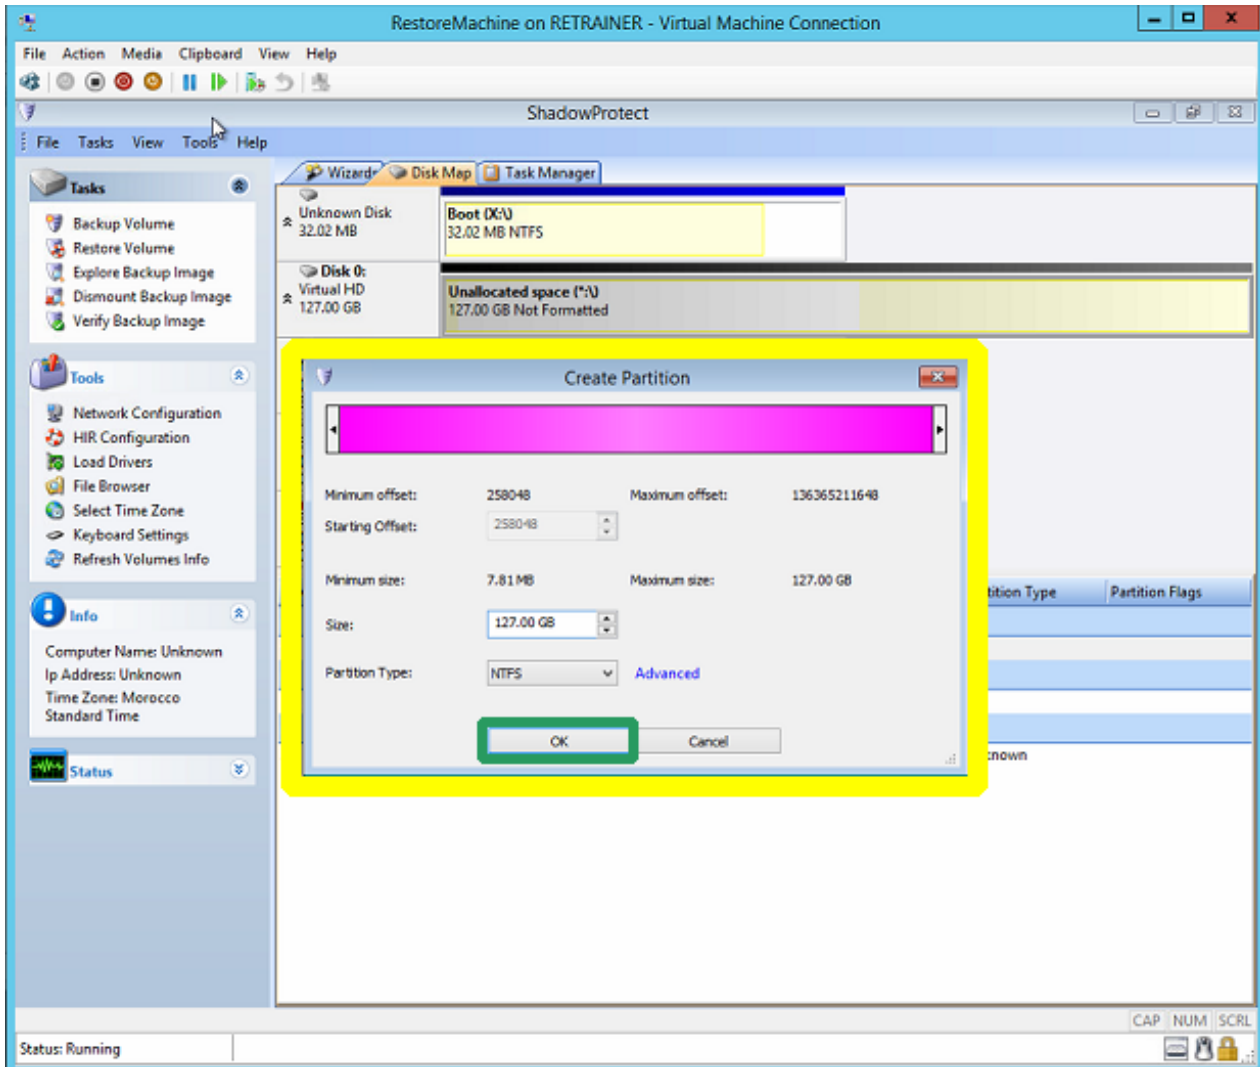 RestoreMachine on RETRAINER - Virtual Machine Connection
File Action Media Clipboard View Help
ShadowProtect
File Tasks View Tools Help
Tasks
Backup Volume
Restore Volume
Explore Backup Image
Dismount Backup Image
Verify Backup Image
Tools
Network Configuration
HIR Configuration
Load Drivers
File Browser
Select Time Zone
Keyboard Settings
Refresh Volumes Info
Info
Computer Name: Unknown
Ip Address: Unknown
Time Zone: Morocco
Standard Time
Status
Wizards Disk Map Task Manager
Unknown Disk
32.02 MB
Boot (X:\)
32.02 MB NTFS
Disk 0:
Virtual HD
127.00 GB
Unallocated space (*:\)
127.00 GB Not Formatted
Create Partition
Minimum offset: 258048 Maximum offset: 136365211648
Starting Offset: 258048
Minimum size: 7.81 MB Maximum size: 127.00 GB
Size: 127.00 GB
Partition Type: NTFS Advanced
OK Cancel
tition Type Partition Flags
known
CAP NUM SCRL
Status: Running